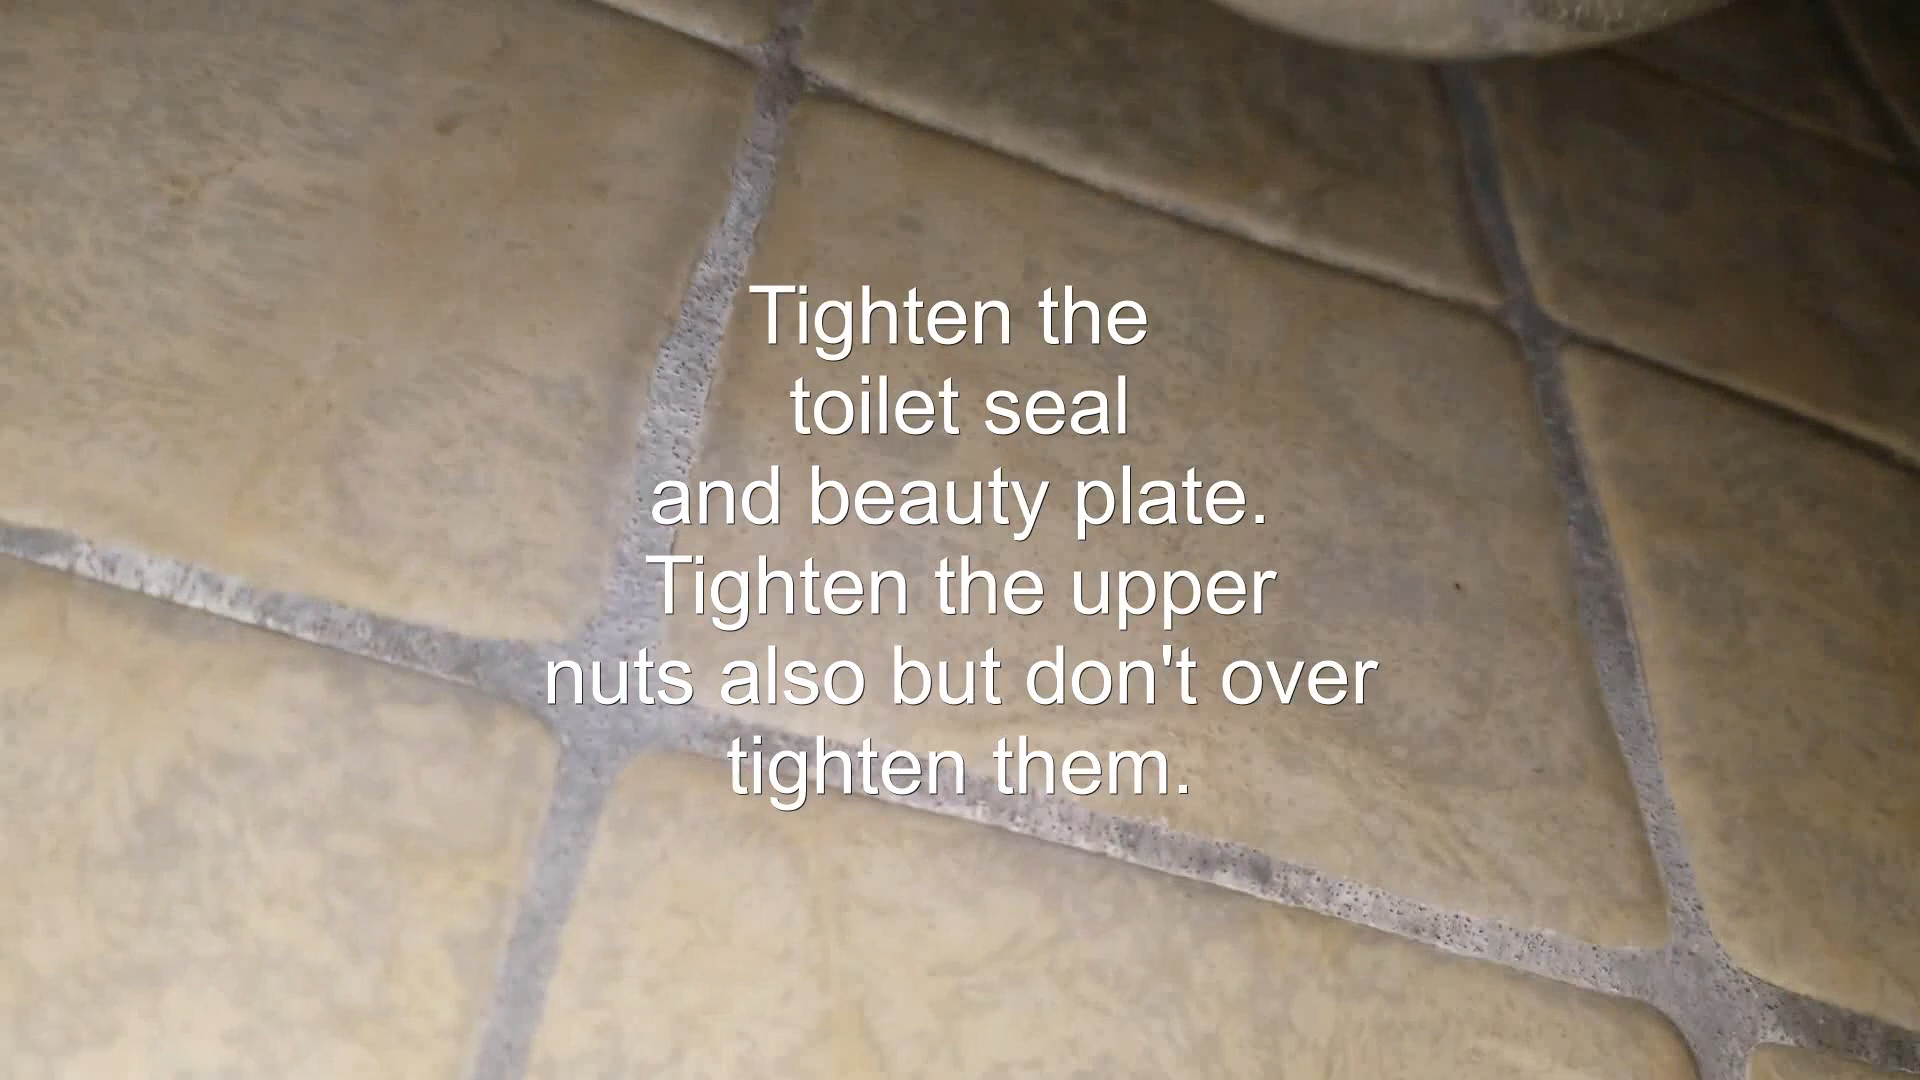 Tighten the
toilet seal
and beauty plate.
Tighten the upper
nuts also but don't over
tighten them.